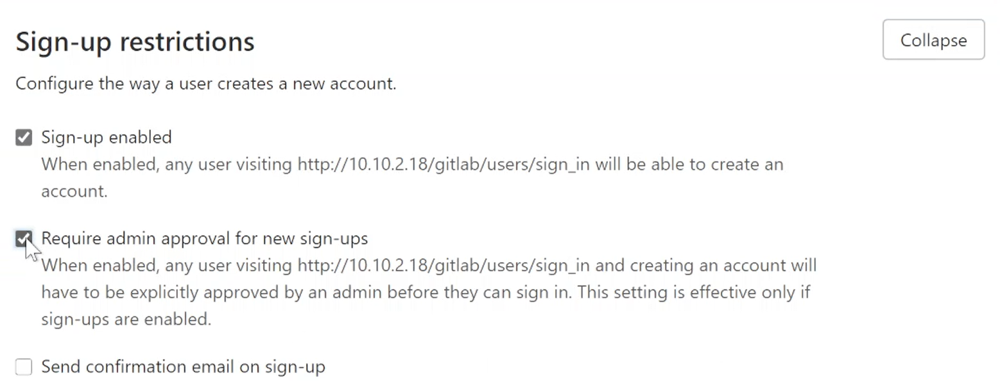 Sign-up restrictions
Collapse
Configure the way a user creates a new account.
Sign-up enabled
When enabled, any user visiting http://10.10.2.18/gitlab/users/sign_in will be able to create an
account.
Require admin approval for new sign-ups
When enabled, any user visiting http://10.10.2.18/gitlab/users/sign_in and creating an account will
have to be explicitly approved by an admin before they can sign in. This setting is effective only if
sign-ups are enabled.
Send confirmation email on sign-up